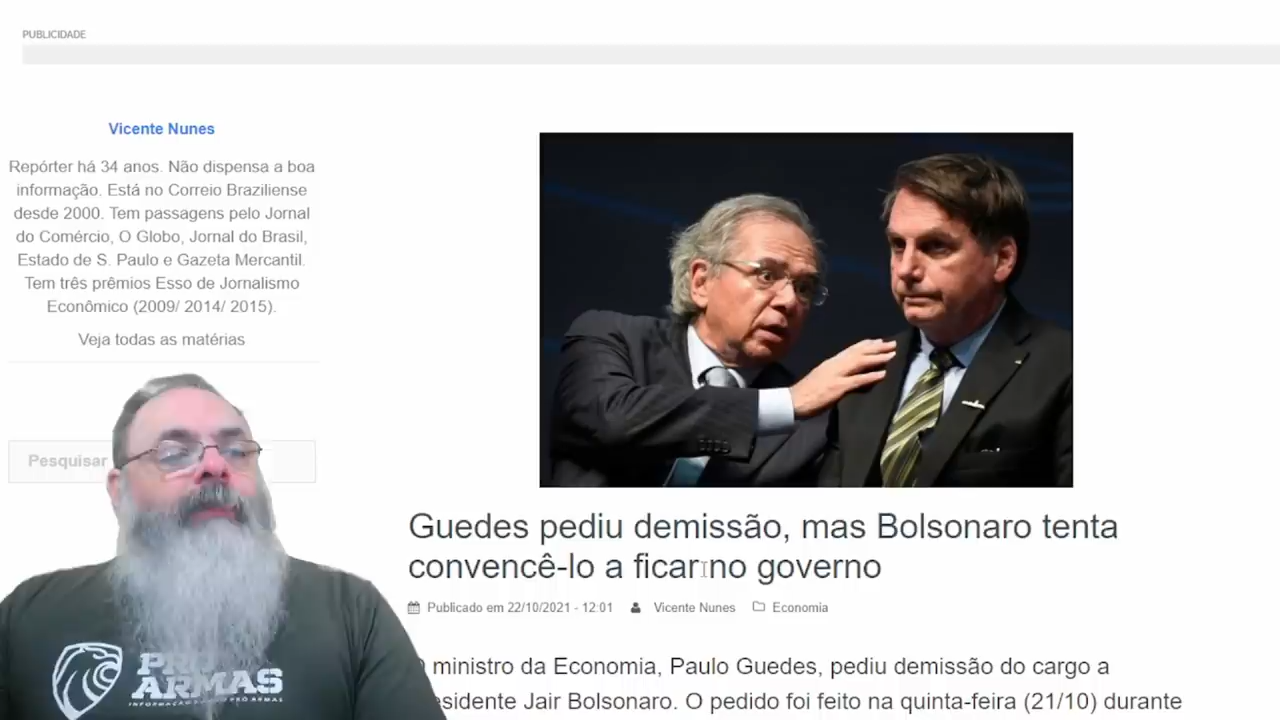 PUBLICIDADE
Vicente Nunes
Repórter há 34 anos. Não dispensa a boa
informação. Está no Correio Braziliense
desde 2000. Tem passagens pelo Jornal
do Comércio, O Globo, Jornal do Brasil,
Estado de S. Paulo e Gazeta Mercantil.
Tem três prêmios Esso de Jornalismo
Econômico (2009/ 2014/ 2015).
Veja todas as matérias
Pesquisar
Guedes pediu demissão, mas Bolsonaro tenta
convencê-lo a ficar no governo
Publicado em 22/10/2021 - 12:01 Vicente Nunes Economia
ministro da Economia, Paulo Guedes, pediu demissão do cargo a
esidente Jair Bolsonaro. O pedido foi feito na quinta-feira (21/10) durante
ARMAS